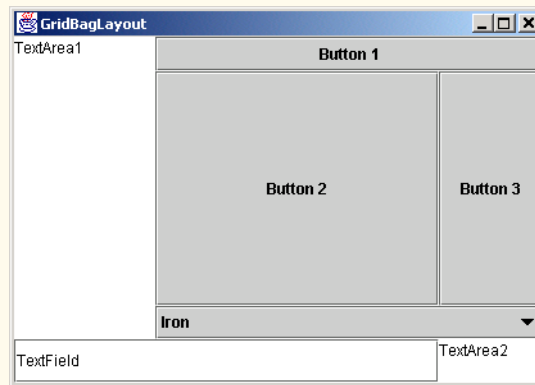 GridBagLayout
TextArea1
Button 1
Button 2
Button 3
Iron
TextField
TextArea2